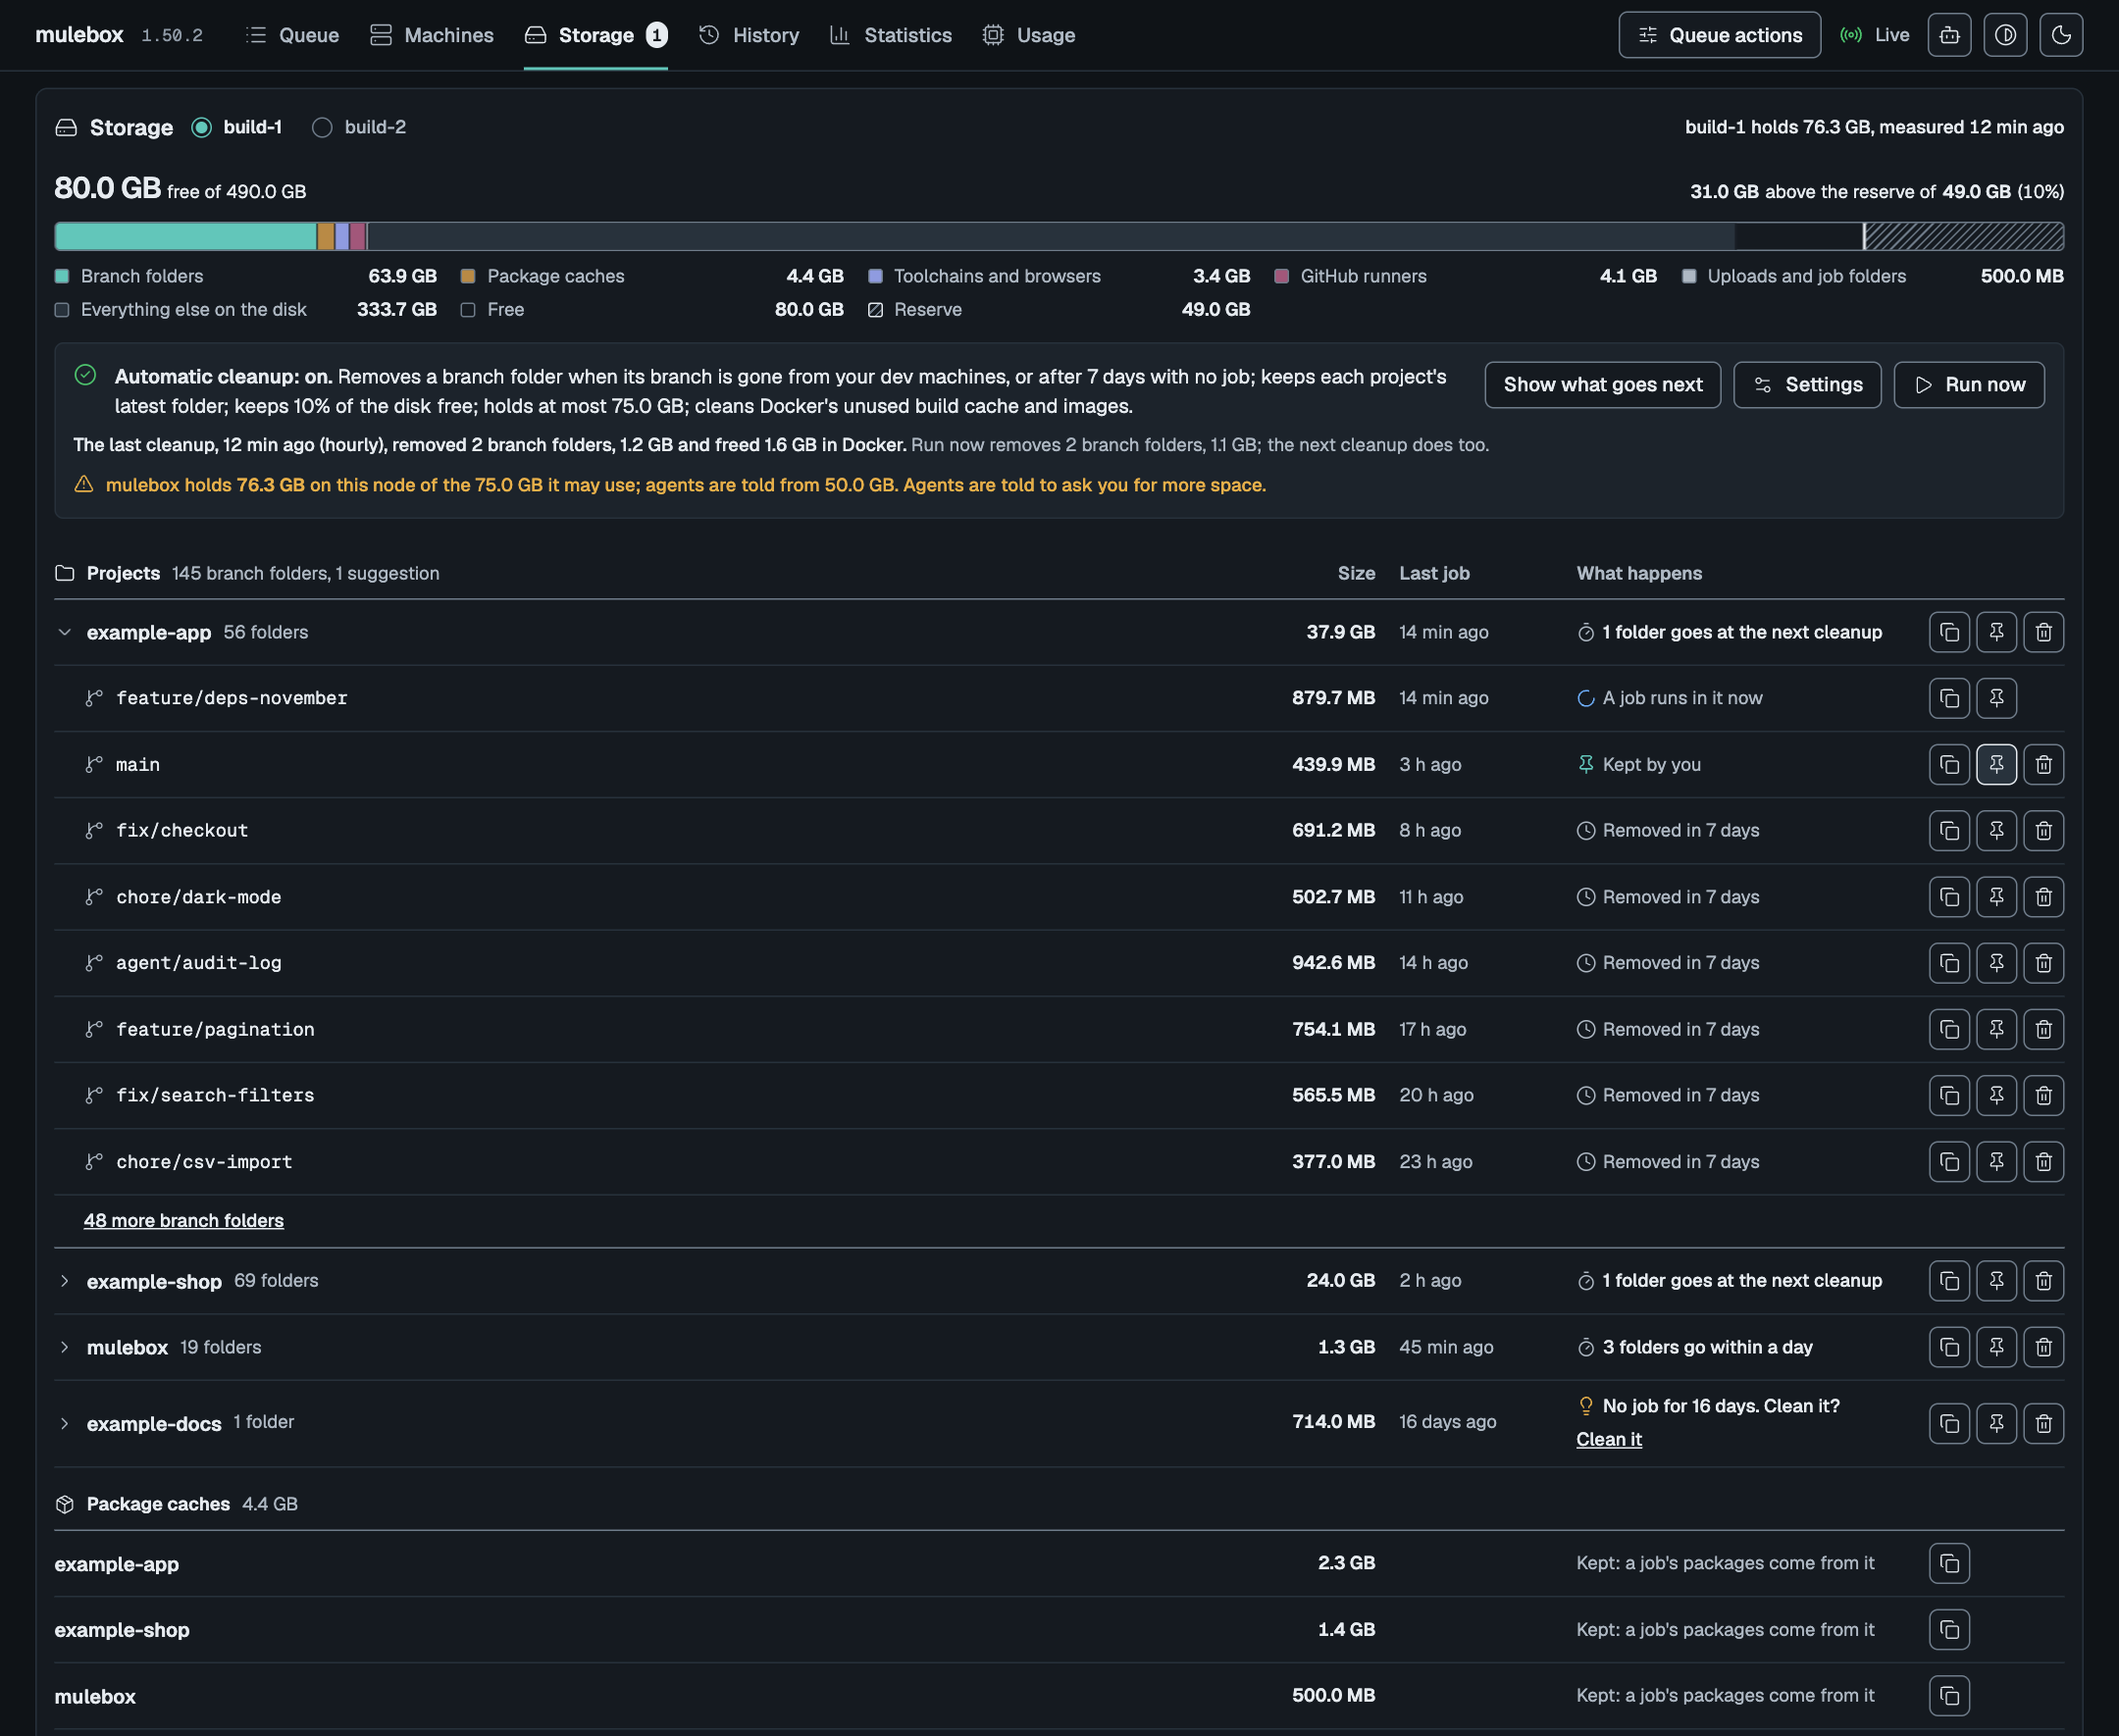 mulebox 1.50.2 Queue Machines Storage 1 History Statistics Usage Queue actions Live
Storage build-1 build-2 build-1 holds 76.3 GB, measured 12 min ago
80.0 GB free of 490.0 GB 31.0 GB above the reserve of 49.0 GB (10%)
Branch folders 63.9 GB Package caches 4.4 GB Toolchains and browsers 3.4 GB GitHub runners 4.1 GB Uploads and job folders 500.0 MB
Everything else on the disk 333.7 GB Free 80.0 GB Reserve 49.0 GB
Automatic cleanup: on. Removes a branch folder when its branch is gone from your dev machines, or after 7 days with no job; keeps each project's
latest folder; keeps 10% of the disk free; holds at most 75.0 GB; cleans Docker's unused build cache and images.
Show what goes next Settings Run now
The last cleanup, 12 min ago (hourly), removed 2 branch folders, 1.2 GB and freed 1.6 GB in Docker. Run now removes 2 branch folders, 1.1 GB; the next cleanup does too.
mulebox holds 76.3 GB on this node of the 75.0 GB it may use; agents are told from 50.0 GB. Agents are told to ask you for more space.
Projects 145 branch folders, 1 suggestion Size Last job What happens
example-app 56 folders 37.9 GB 14 min ago 1 folder goes at the next cleanup
feature/deps-november 879.7 MB 14 min ago A job runs in it now
main 439.9 MB 3 h ago Kept by you
fix/checkout 691.2 MB 8 h ago Removed in 7 days
chore/dark-mode 502.7 MB 11 h ago Removed in 7 days
agent/audit-log 942.6 MB 14 h ago Removed in 7 days
feature/pagination 754.1 MB 17 h ago Removed in 7 days
fix/search-filters 565.5 MB 20 h ago Removed in 7 days
chore/csv-import 377.0 MB 23 h ago Removed in 7 days
48 more branch folders
example-shop 69 folders 24.0 GB 2 h ago 1 folder goes at the next cleanup
mulebox 19 folders 1.3 GB 45 min ago 3 folders go within a day
example-docs 1 folder 714.0 MB 16 days ago No job for 16 days. Clean it?
Clean it
Package caches 4.4 GB
example-app 2.3 GB Kept: a job's packages come from it
example-shop 1.4 GB Kept: a job's packages come from it
mulebox 500.0 MB Kept: a job's packages come from it